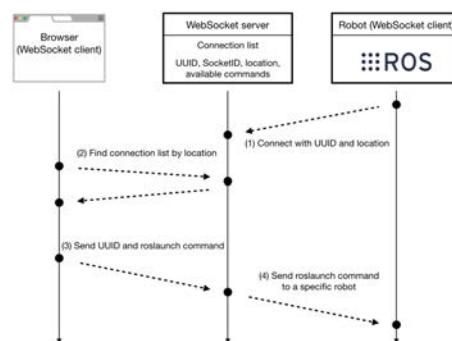 Browser
(WebSocket client)
WebSocket server
Connection list
UUID, SocketID, location,
available commands
Robot (WebSocket client)
ROS
(1) Connect with UUID and location
(2) Find connection list by location
(3) Send UUID and roslaunch command
(4) Send roslaunch command
to a specific robot